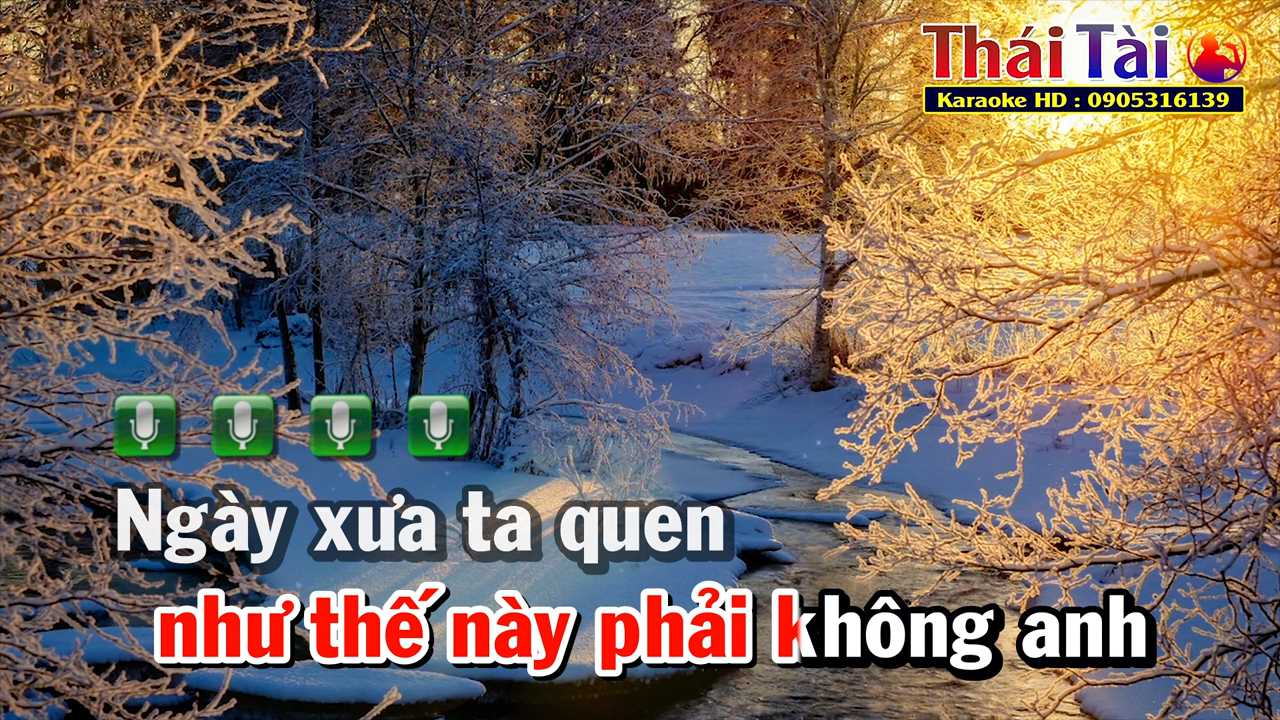 Thái Tài
Karaoke HD : 0905316139
Ngày xưa ta quen
như thế này phải không anh